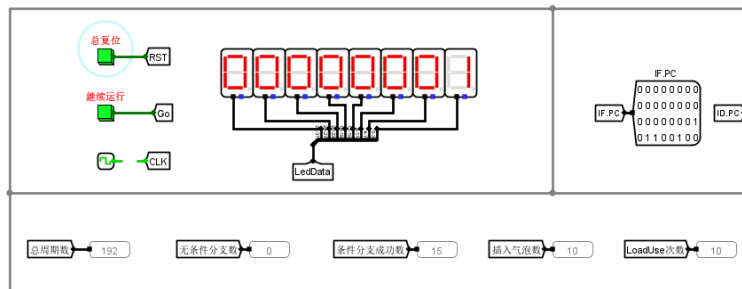 总复位
RST
继续运行
Go
CLK
00000001
LedData
IF.PC
IF.PC
00000000
00000000
00000001
01100100
ID.PC
总周期数 192
无条件分支数 0
条件分支成功数 15
插入气泡数 10
LoadUse次数 10